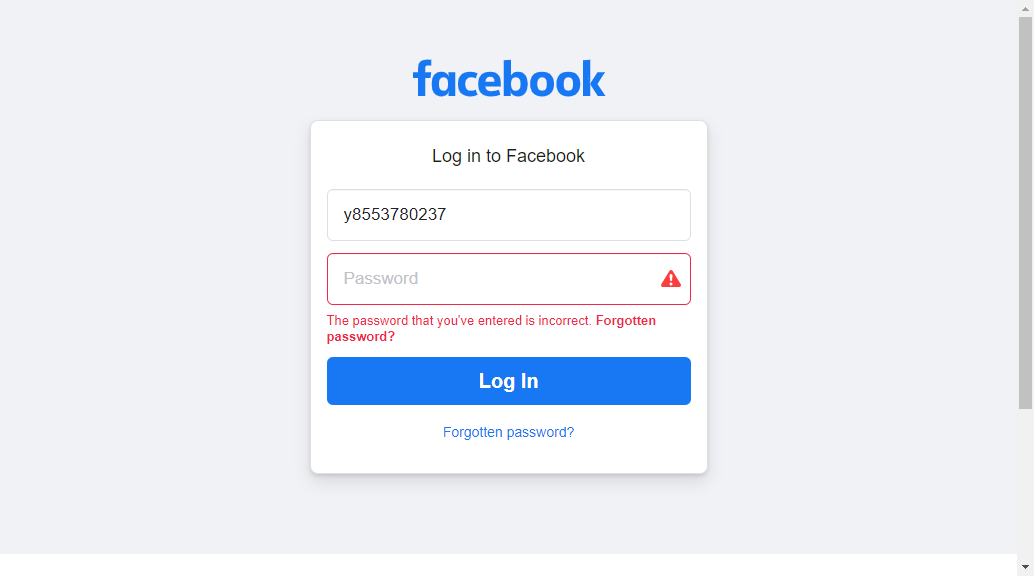 facebook
Log in to Facebook
y8553780237
Password
The password that you've entered is incorrect. Forgotten
password?
Log In
Forgotten password?